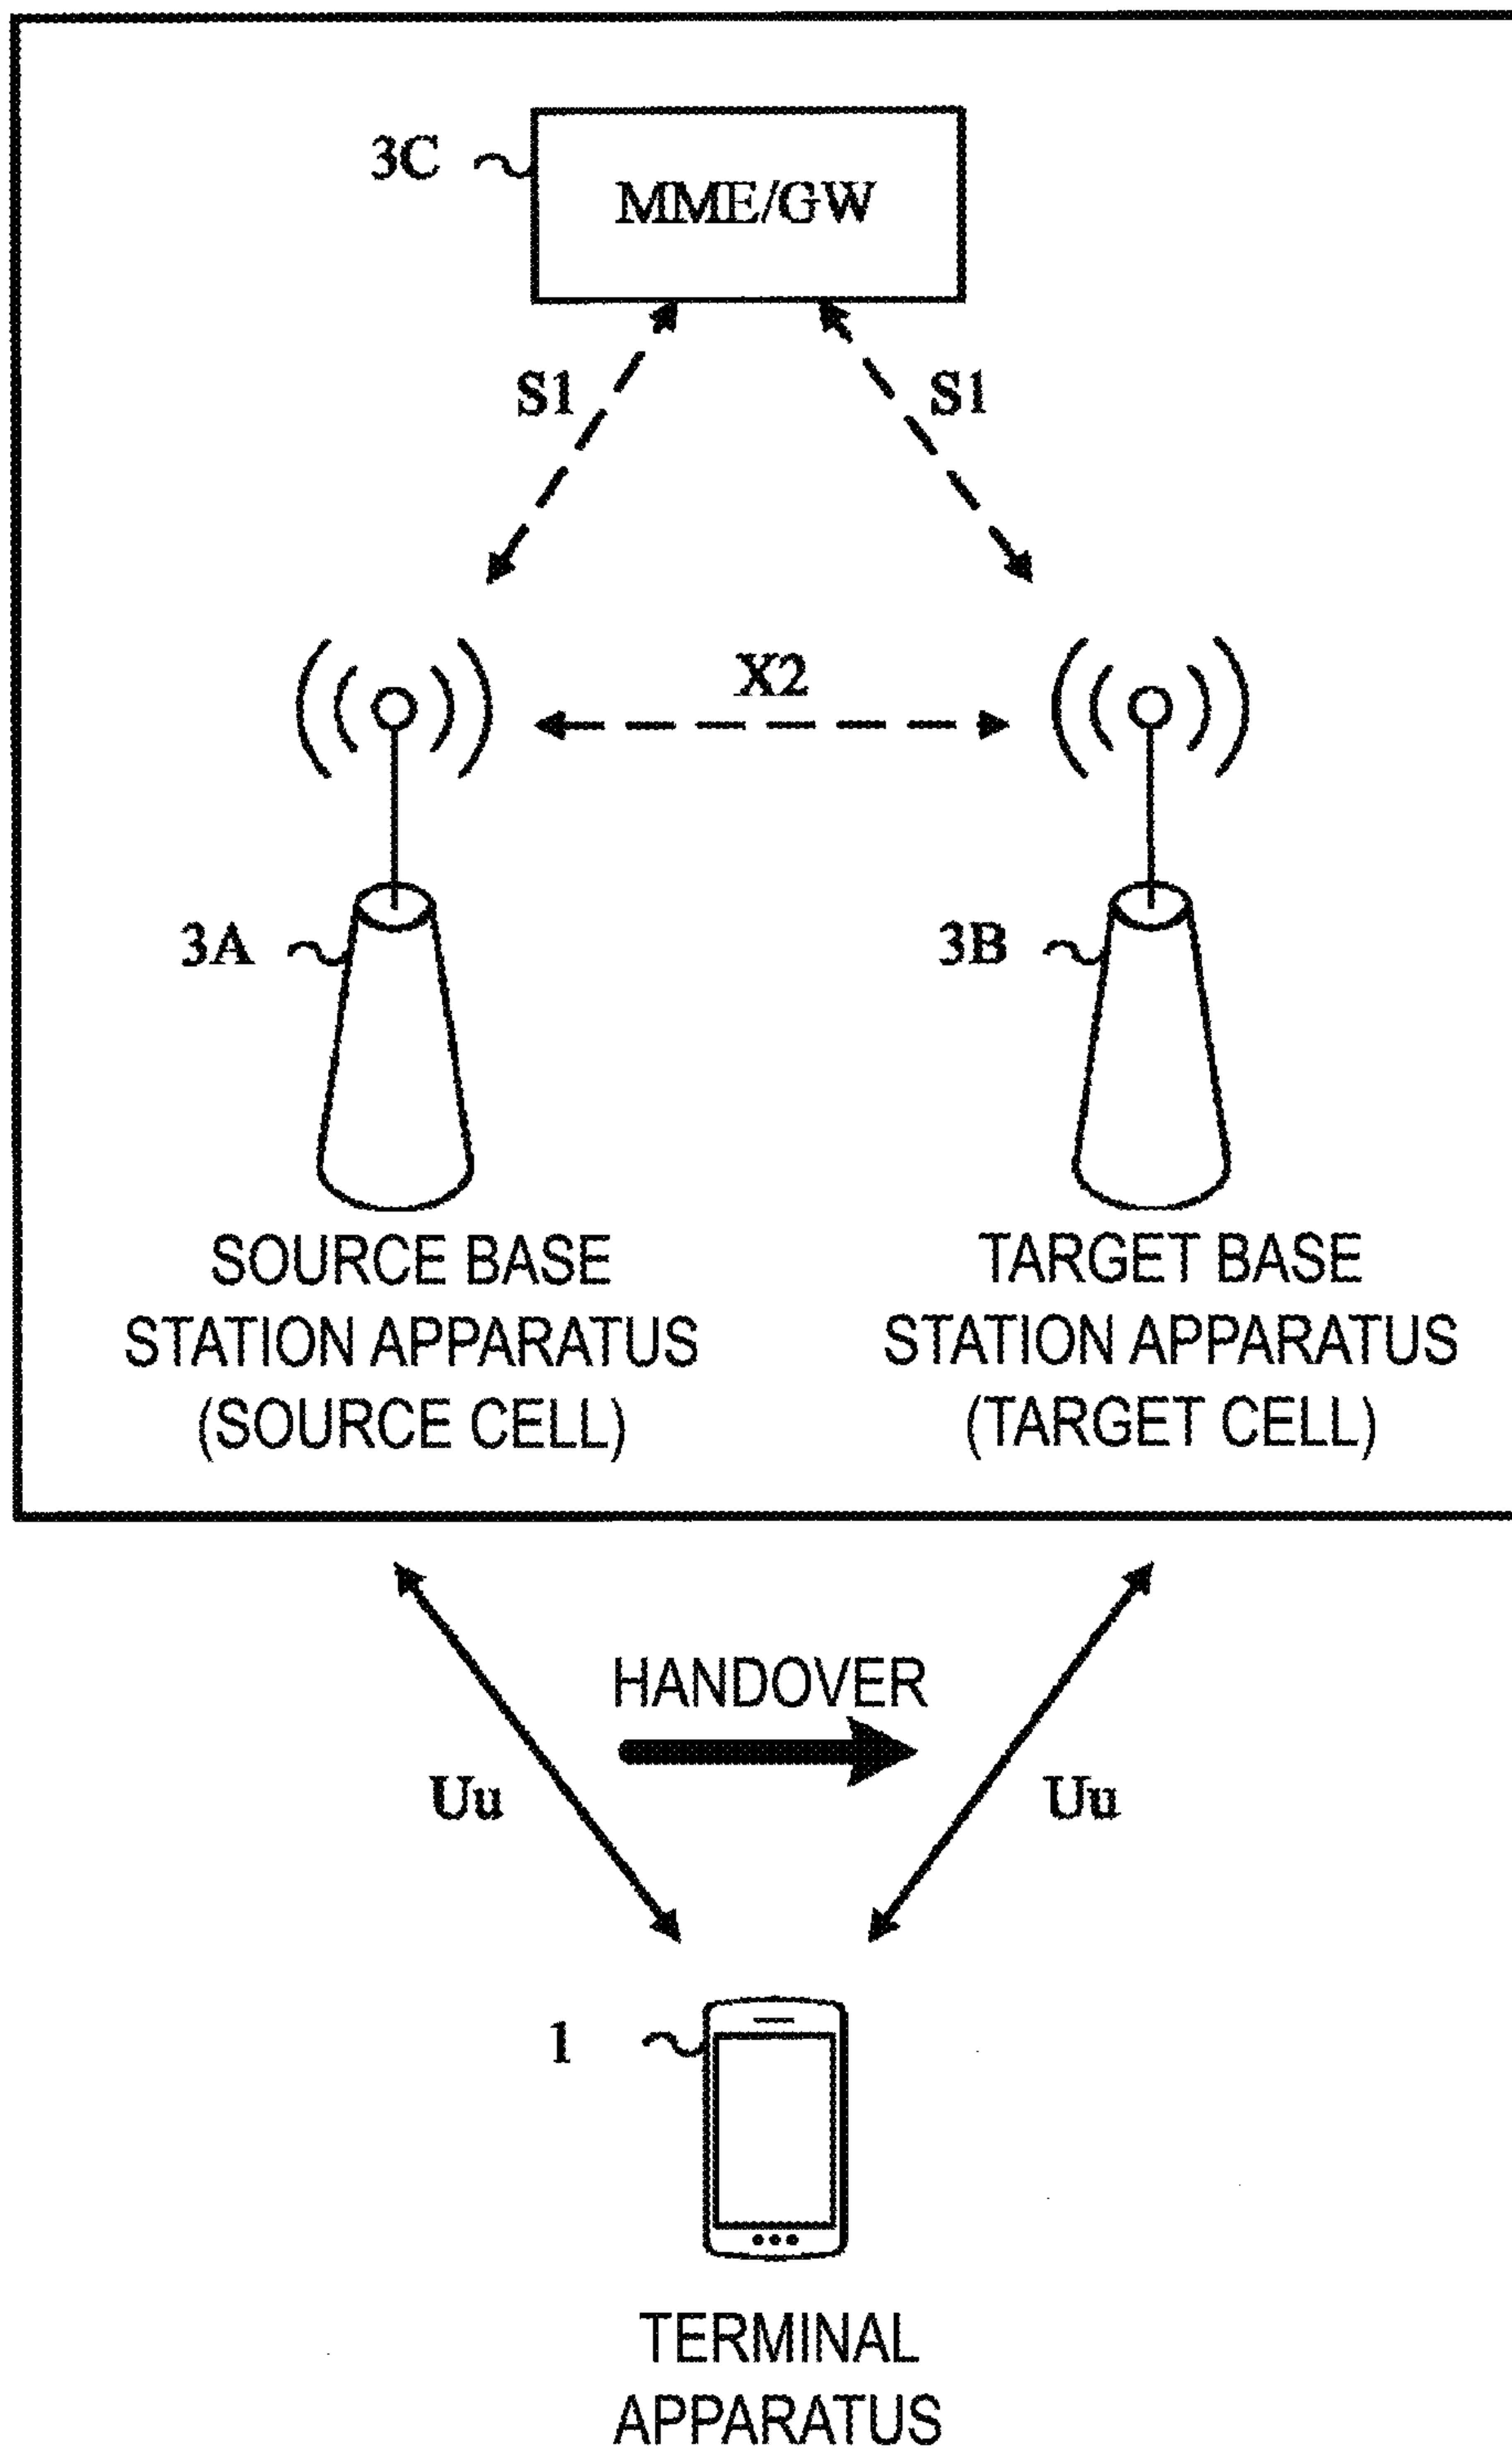 3C
MME/GW
S1
S1
X2
3A
3B
SOURCE BASE
STATION APPARATUS
(SOURCE CELL)
TARGET BASE
STATION APPARATUS
(TARGET CELL)
HANDOVER
Uu
Uu
1
TERMINAL
APPARATUS